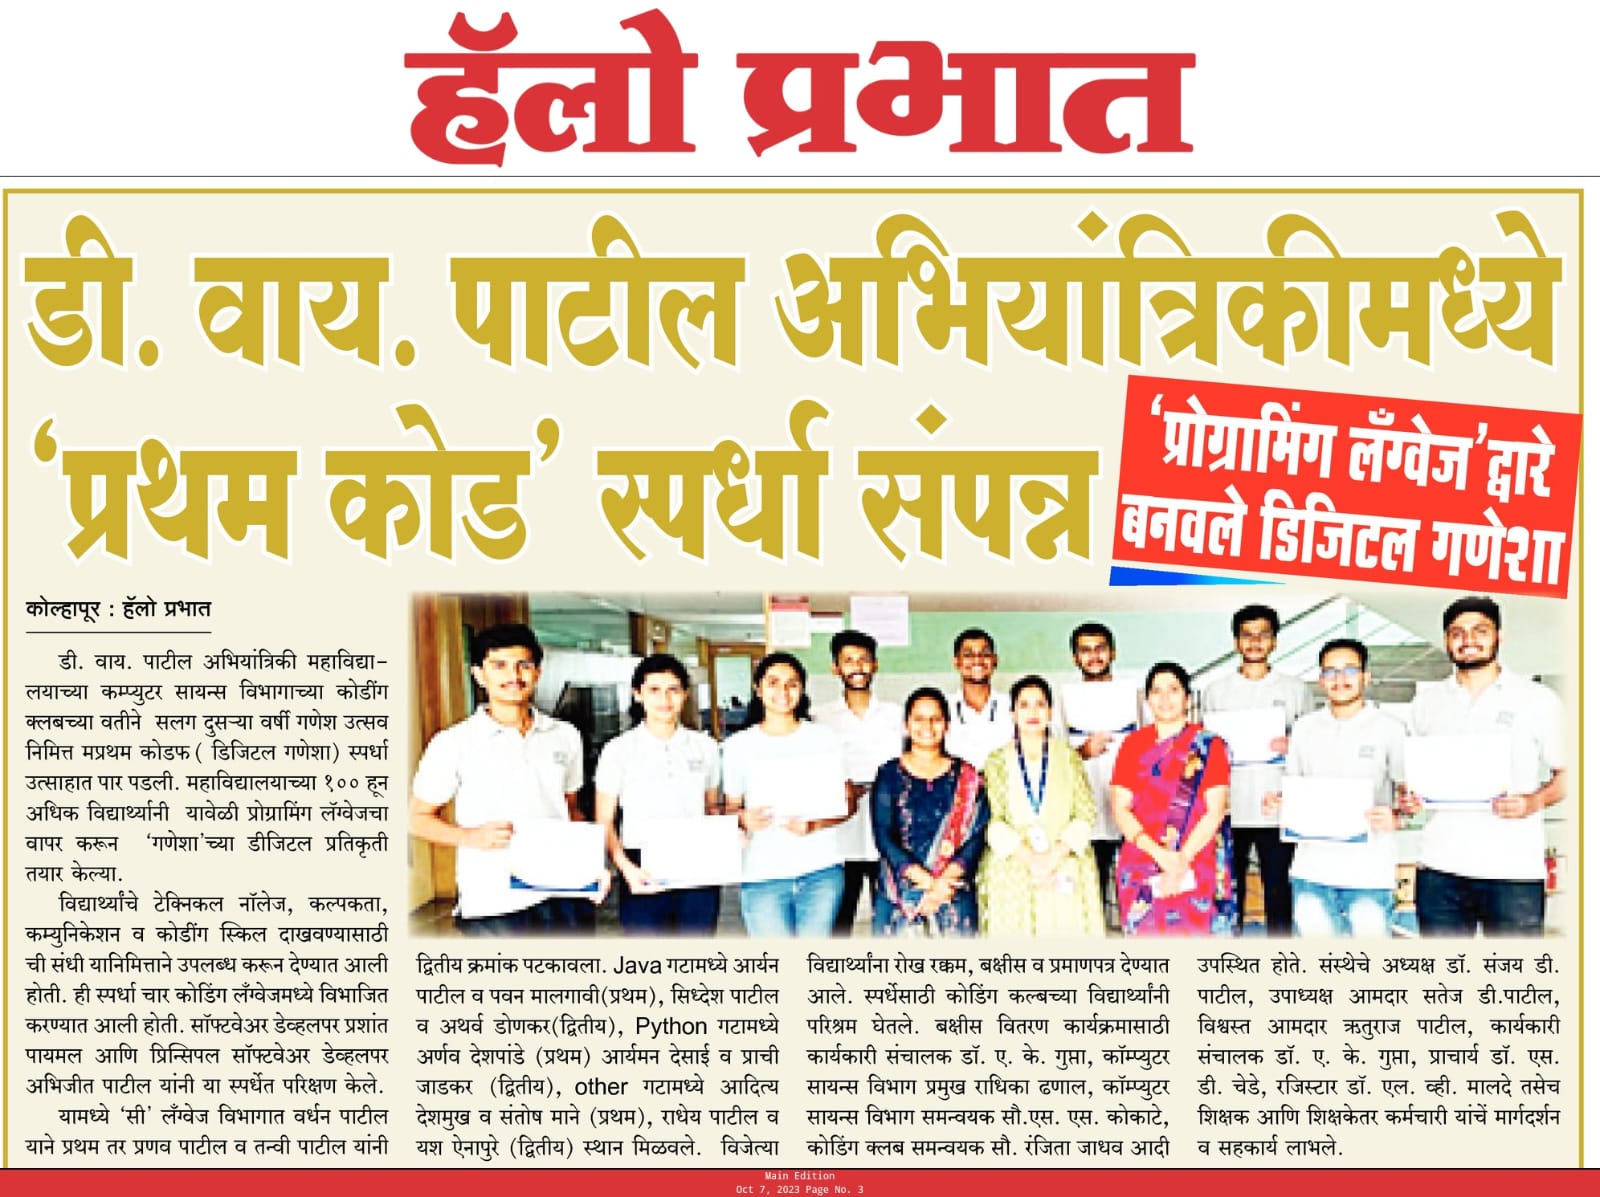 हॅलो प्रभात
डी. वाय. पाटील अभियांत्रिकीमध्ये
‘प्रथम कोड’ स्पर्धा संपन्न
‘प्रोग्रामिंग लँग्वेज’द्वारे
बनवले डिजिटल गणेशा
कोल्हापूर : हॅलो प्रभात
डी. वाय. पाटील अभियांत्रिकी महाविद्या-
लयाच्या कम्प्युटर सायन्स विभागाच्या कोडींग
क्लबच्या वतीने सलग दुसऱ्या वर्षी गणेश उत्सव
निमित्त मप्रथम कोडफ ( डिजिटल गणेशा) स्पर्धा
उत्साहात पार पडली. महाविद्यालयाच्या १०० हून
अधिक विद्यार्थ्यांनी यावेळी प्रोग्रामिंग लॅग्वेजचा
वापर करून ‘गणेशा’च्या डीजिटल प्रतिकृती
तयार केल्या.
विद्यार्थ्यांचे टेक्निकल नॉलेज, कल्पकता,
कम्युनिकेशन व कोडींग स्किल दाखवण्यासाठी
ची संधी यानिमित्ताने उपलब्ध करून देण्यात आली
होती. ही स्पर्धा चार कोडिंग लँग्वेजमध्ये विभाजित
करण्यात आली होती. सॉफ्टवेअर डेव्हलपर प्रशांत
पायमल आणि प्रिन्सिपल सॉफ्टवेअर डेव्हलपर
अभिजीत पाटील यांनी या स्पर्धेत परिक्षण केले.
यामध्ये ‘सी’ लँग्वेज विभागात वर्धन पाटील
याने प्रथम तर प्रणव पाटील व तन्वी पाटील यांनी
द्वितीय क्रमांक पटकावला. Java गटामध्ये आर्यन
पाटील व पवन मालगावी(प्रथम), सिध्देश पाटील
व अथर्व डोणकर(द्वितीय), Python गटामध्ये
अर्णव देशपांडे (प्रथम) आर्यमन देसाई व प्राची
जाडकर (द्वितीय), other गटामध्ये आदित्य
देशमुख व संतोष माने (प्रथम), राधेय पाटील व
यश ऐनापुरे (द्वितीय) स्थान मिळवले. विजेत्या
विद्यार्थ्यांना रोख रक्कम, बक्षीस व प्रमाणपत्र देण्यात
आले. स्पर्धेसाठी कोडिंग कल्बच्या विद्यार्थ्यांनी
परिश्रम घेतले. बक्षीस वितरण कार्यक्रमासाठी
कार्यकारी संचालक डॉ. ए. के. गुप्ता, कॉम्प्युटर
सायन्स विभाग प्रमुख राधिका ढणाल, कॉम्प्युटर
सायन्स विभाग समन्वयक सौ.एस. एस. कोकाटे,
कोडिंग क्लब समन्वयक सौ. रंजिता जाधव आदी
उपस्थित होते. संस्थेचे अध्यक्ष डॉ. संजय डी.
पाटील, उपाध्यक्ष आमदार सतेज डी.पाटील,
विश्वस्त आमदार ऋतुराज पाटील, कार्यकारी
संचालक डॉ. ए. के. गुप्ता, प्राचार्य डॉ. एस.
डी. चेडे, रजिस्टार डॉ. एल. व्ही. मालदे तसेच
शिक्षक आणि शिक्षकेतर कर्मचारी यांचें मार्गदर्शन
व सहकार्य लाभले.
Main Edition
Oct 7, 2023 Page No. 3